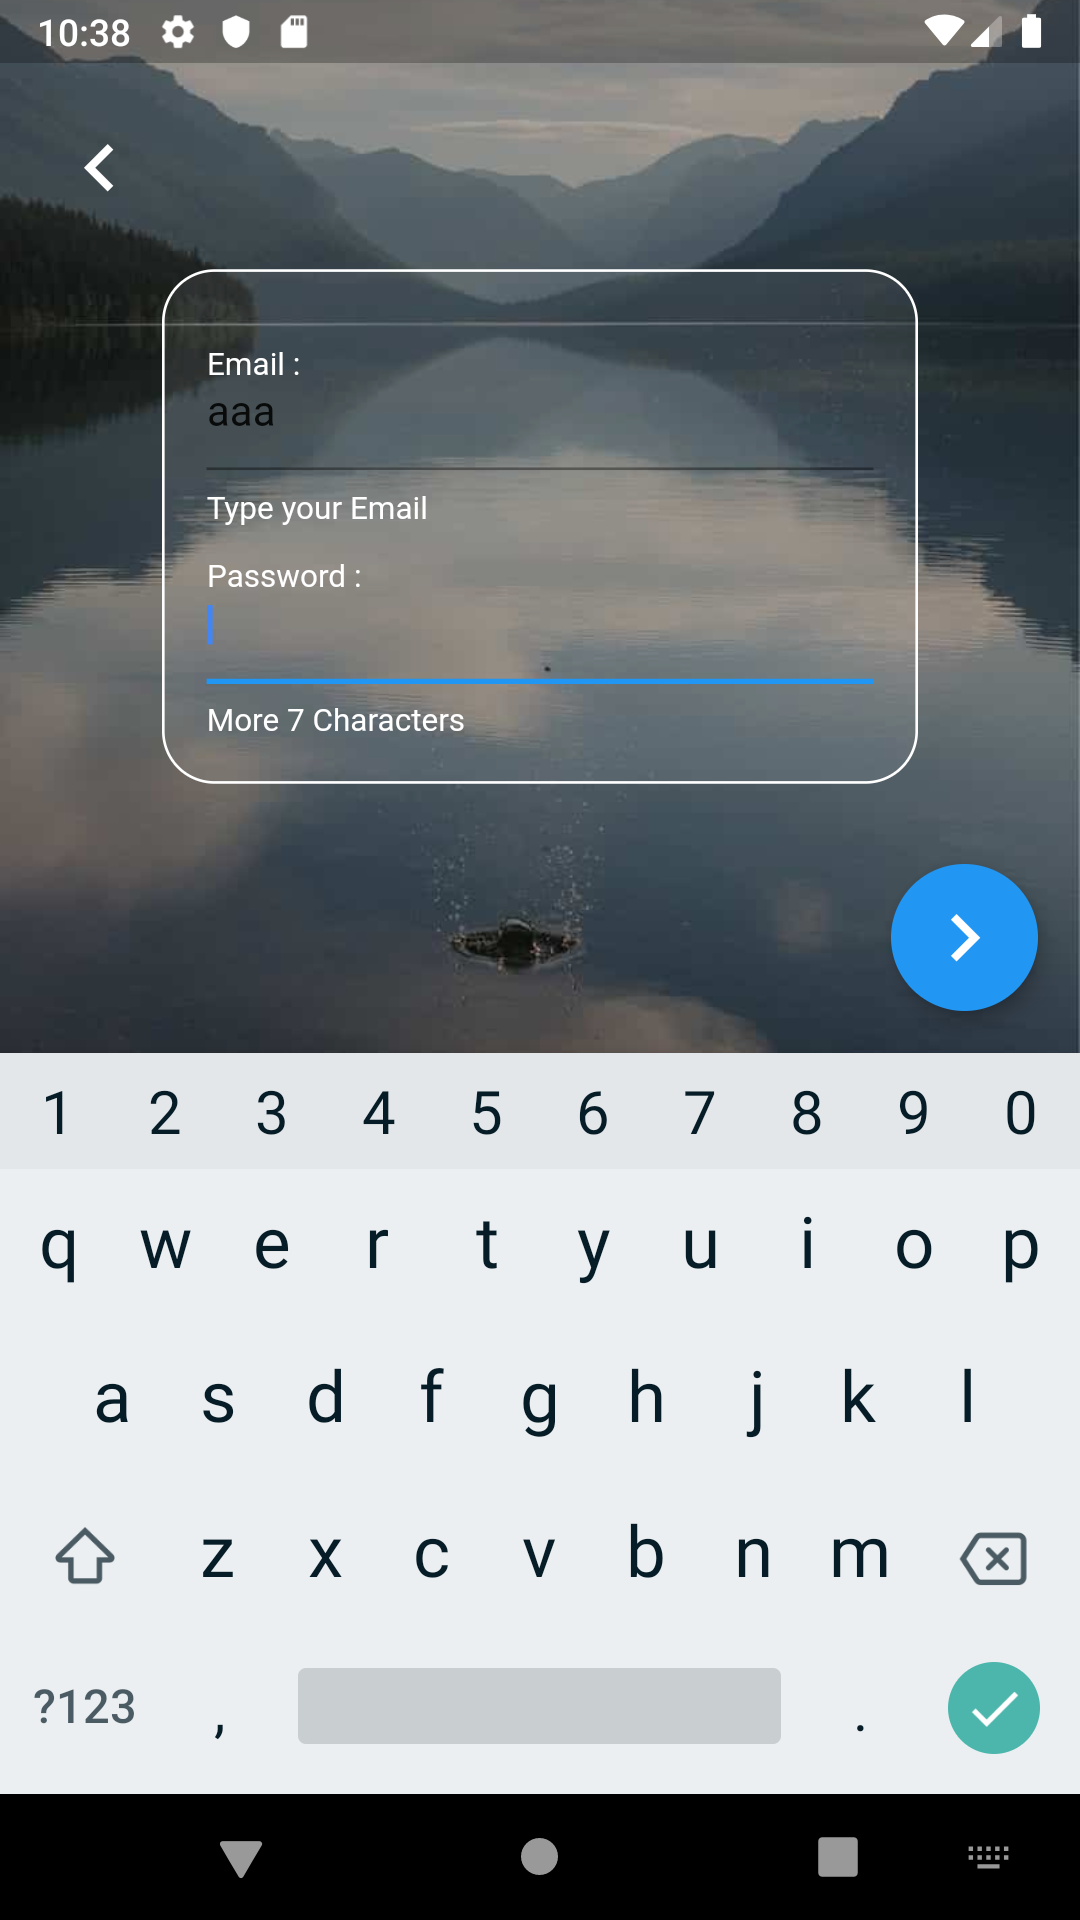 10:38
Email :
aaa
Type your Email
Password :
More 7 Characters
1 2 3 4 5 6 7 8 9 0
q w e r t y u i o p
a s d f g h j k l
z x c v b n m
?123 , .